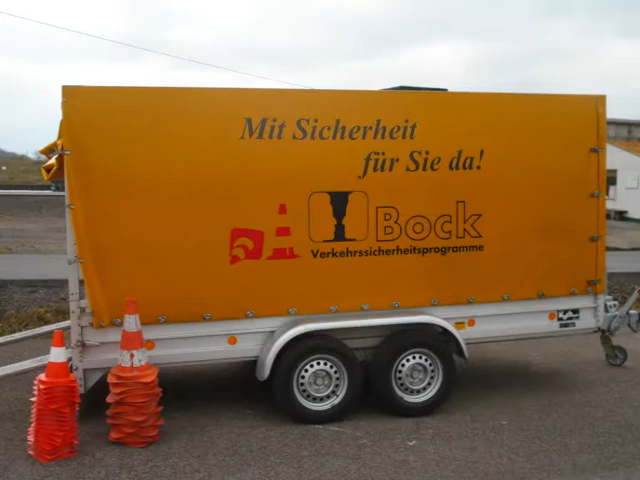 Mit Sicherheit
für Sie da!
Bock
Verkehrssicherheitsprogramme